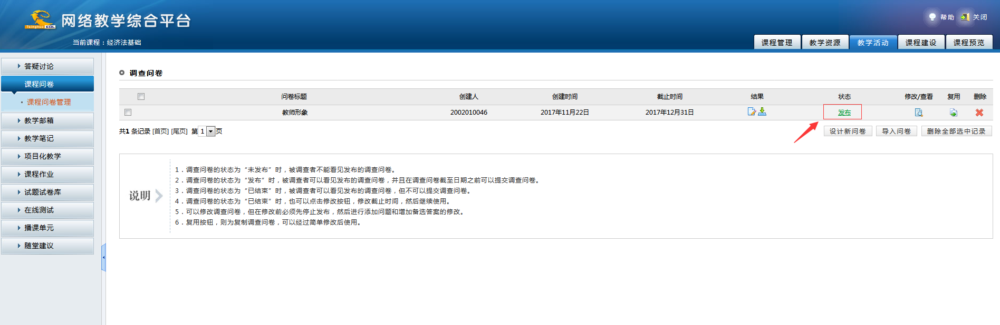 TsinghuaEDL 网络教学综合平台
帮助 关闭
当前课程：经济法基础
课程管理 教学资源 教学活动 课程建设 课程预览
答疑讨论
课程问卷
课程问卷管理
教学邮箱
教学笔记
项目化教学
课程作业
试题试卷库
在线测试
播课单元
随堂建议
调查问卷
问卷标题 创建人 创建时间 截止时间 结果 状态 修改/查看 复用 删除
教师形象 2002010046 2017年11月22日 2017年12月31日 发布
共1 条记录 [首页] [尾页] 第 1 页
设计新问卷 导入问卷 删除全部选中记录
说明
1．调查问卷的状态为“未发布”时，被调查者不能看见发布的调查问卷。
2．调查问卷的状态为“发布”时，被调查者可以看见发布的调查问卷，并且在调查问卷截至日期之前可以提交调查问卷。
3．调查问卷的状态为“已结束”时，被调查者可以看见发布的调查问卷，但不可以提交调查问卷。
4．调查问卷的状态为“已结束”时，也可以点击修改按钮，修改截止时间，然后继续使用。
5．可以修改调查问卷，但在修改前必须先停止发布，然后进行添加问题和增加备选答案的修改。
6．复用按钮，则为复制调查问卷，可以经过简单修改后使用。